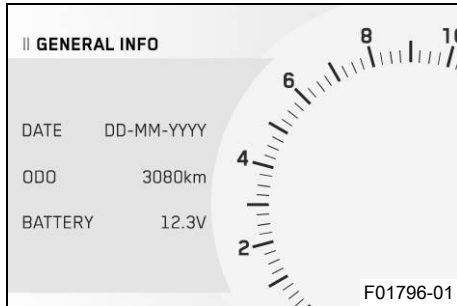 GENERAL INFO
DATE DD-MM-YYYY
ODO 3080km
BATTERY 12.3V
8
6
4
2
F01796-01